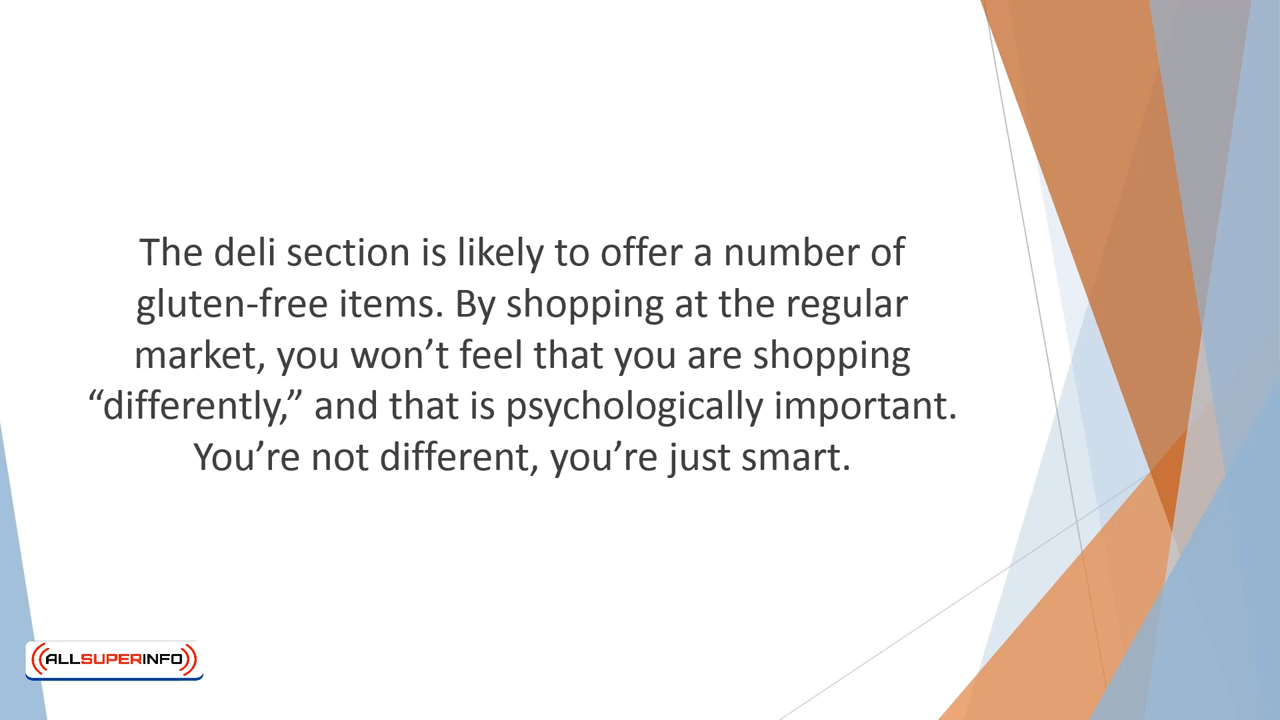 The deli section is likely to offer a number of
gluten-free items. By shopping at the regular
market, you won’t feel that you are shopping
“differently,” and that is psychologically important.
You’re not different, you’re just smart.
((ALLSUPERINFO))